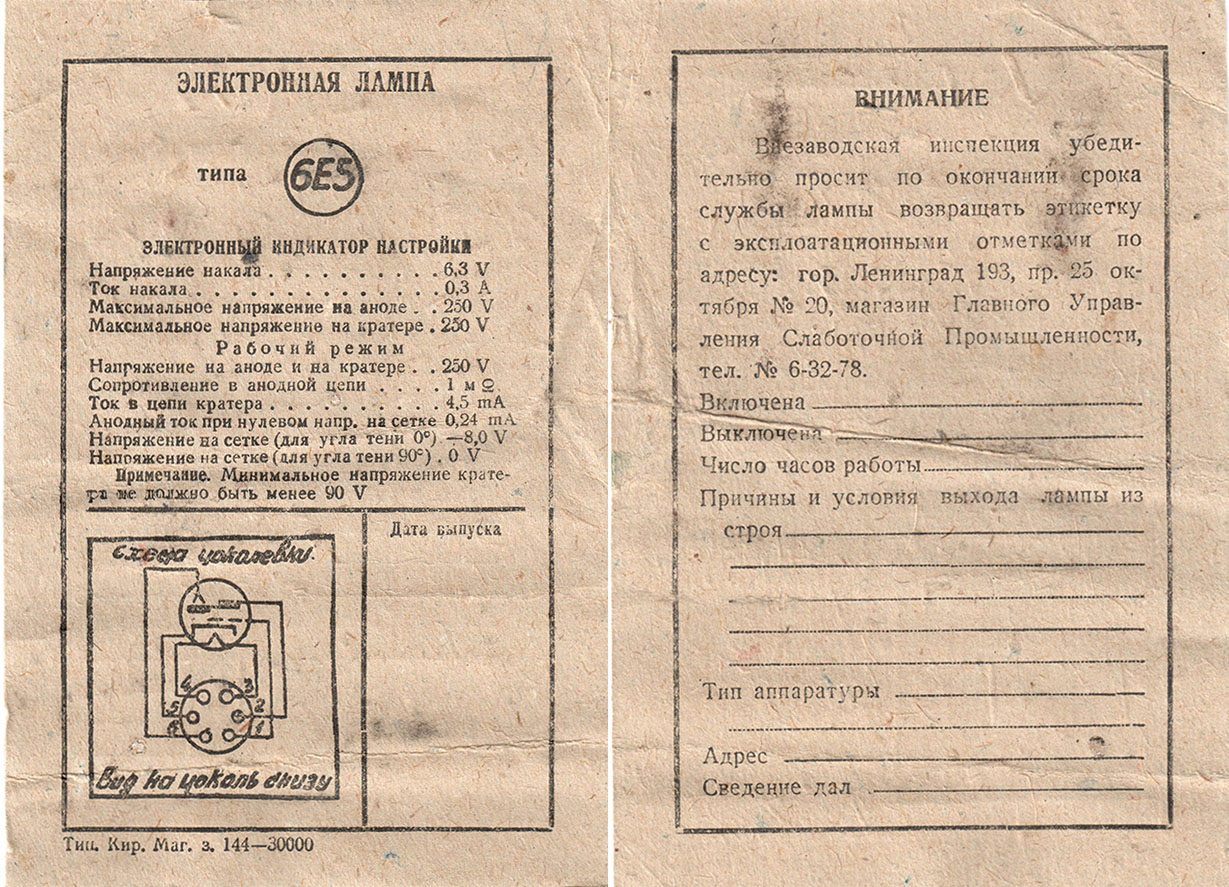 ЭЛЕКТРОННАЯ ЛАМПА
типа 6Е5
ЭЛЕКТРОННЫЙ ИНДИКАТОР НАСТРОЙКИ
Напряжение накала . . . . . . . . . . . 6,3 V
Ток накала . . . . . . . . . . . . . . . . 0,3 A
Максимальное напряжение на аноде . . 250 V
Максимальное напряжение на кратере . 250 V
Рабочий режим
Напряжение на аноде и на кратере . . 250 V
Сопротивление в анодной цепи . . . . 1 м Ω
Ток в цепи кратера . . . . . . . . . . . 4,5 mA
Анодный ток при нулевом напр. на сетке 0,24 mA
Напряжение на сетке (для угла тени 0°) —8,0 V
Напряжение на сетке (для угла тени 90°) . 0 V
Примечание. Минимальное напряжение крате-
ра не должно быть менее 90 V
Схема цоколевки
4 3
5 2
6 1
Вид на цоколь снизу
Дата выпуска
Тип. Кир. Маг. з. 144—30000
ВНИМАНИЕ
Внезаводская инспекция убеди-
тельно просит по окончании срока
службы лампы возвращать этикетку
с эксплоатационными отметками по
адресу: гор. Ленинград 193, пр. 25 ок-
тября № 20, магазин Главного Управ-
ления Слаботочной Промышленности,
тел. № 6-32-78.
Включена
Выключена
Число часов работы
Причины и условия выхода лампы из
строя
Тип аппаратуры
Адрес
Сведение дал